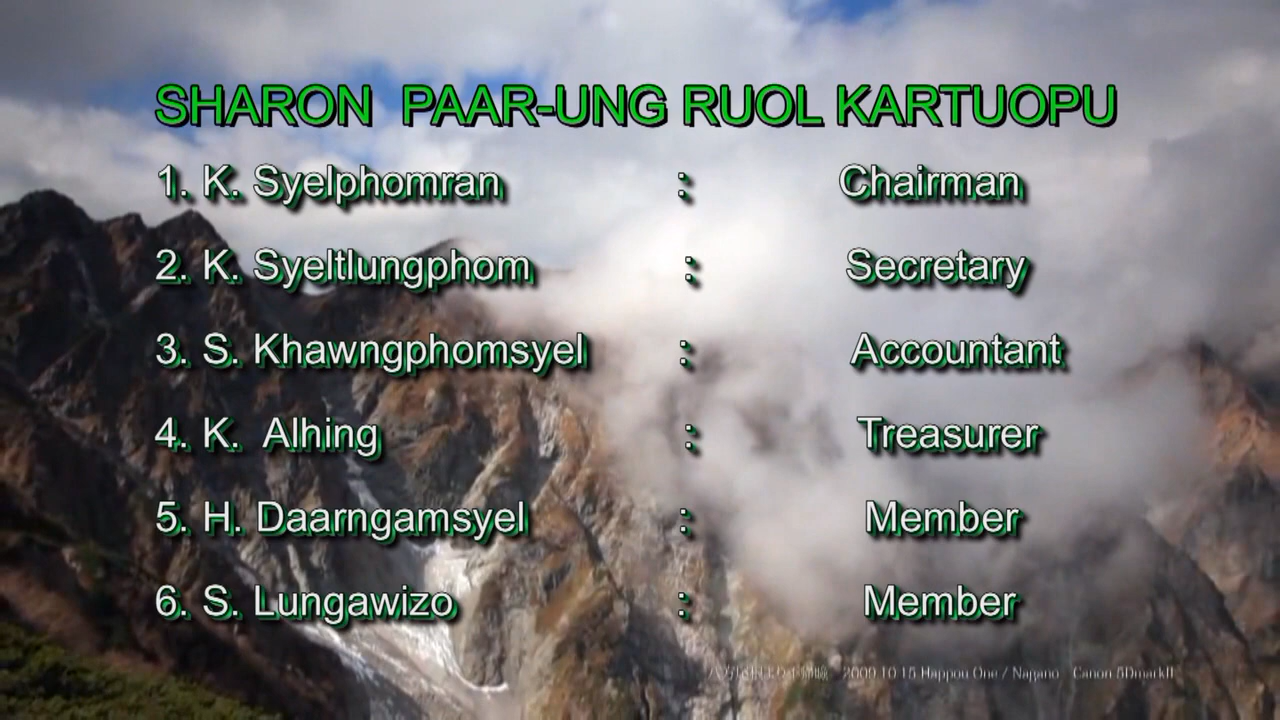 SHARON PAAR-UNG RUOL KARTUOPU
1. K. Syelphomran : Chairman
2. K. Syeltlungphom : Secretary
3. S. Khawngphomsyel : Accountant
4. K. Alhing : Treasurer
5. H. Daarngamsyel : Member
6. S. Lungawizo : Member
2009.10.15 Happou One / Nagano Canon 5DmarkII